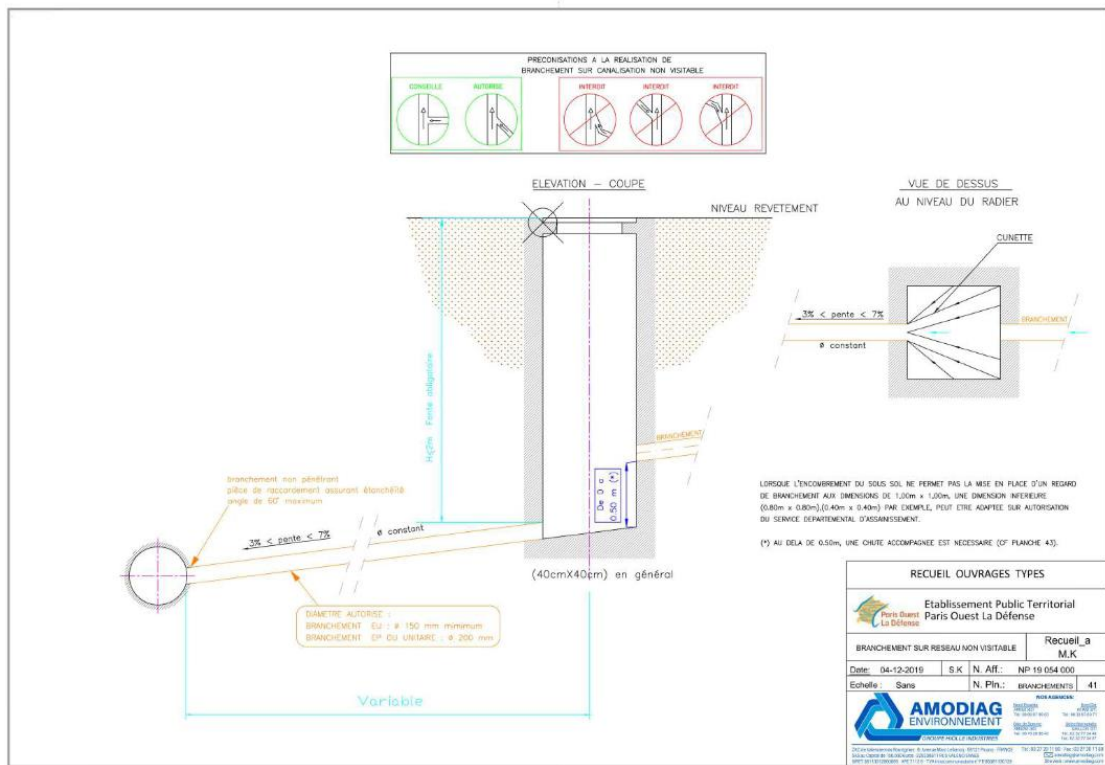 PRECONISATIONS A LA REALISATION DE
BRANCHEMENT SUR CANALISATION NON VISITABLE
CONSEILLE
AUTORISE
INTERDIT
INTERDIT
INTERDIT
ELEVATION – COUPE
NIVEAU REVETEMENT
VUE DE DESSUS
AU NIVEAU DU RADIER
CUNETTE
3% < pente < 7%
BRANCHEMENT
ø constant
H≤2m Fente obligatoire
BRANCHEMENT
De 0 a
0.50 m (*)
branchement non pénétrant
pièce de raccordement assurant étanchéité
angle de 60° maximum
3% < pente < 7%
ø constant
(40cmX40cm) en général
DIAMETRE AUTORISE :
BRANCHEMENT EU : ø 150 mm mimimum
BRANCHEMENT EP OU UNITAIRE : ø 200 mm
Variable
LORSQUE L'ENCOMBREMENT DU SOUS SOL NE PERMET PAS LA MISE EN PLACE D'UN REGARD
DE BRANCHEMENT AUX DIMENSIONS DE 1,00m x 1,00m, UNE DIMENSION INFERIEURE
(0.80m x 0.80m),(0.40m x 0.40m) PAR EXEMPLE, PEUT ETRE ADAPTEE SUR AUTORISATION
DU SERVICE DEPARTEMENTAL D'ASSAINISSEMENT.
(*) AU DELA DE 0.50m, UNE CHUTE ACCOMPAGNEE EST NECESSAIRE (CF PLANCHE 43).
RECUEIL OUVRAGES TYPES
Paris Ouest
La Défense
Etablissement Public Territorial
Paris Ouest La Défense
BRANCHEMENT SUR RESEAU NON VISITABLE
Recueil_a
M.K
Date: 04-12-2019
S.K
N. Aff.: NP 19 054 000
Echelle : Sans
N. Pln.: BRANCHEMENTS 41
AMODIAG
ENVIRONNEMENT
GROUPE HIOLLE INDUSTRIES
NOS AGENCES: